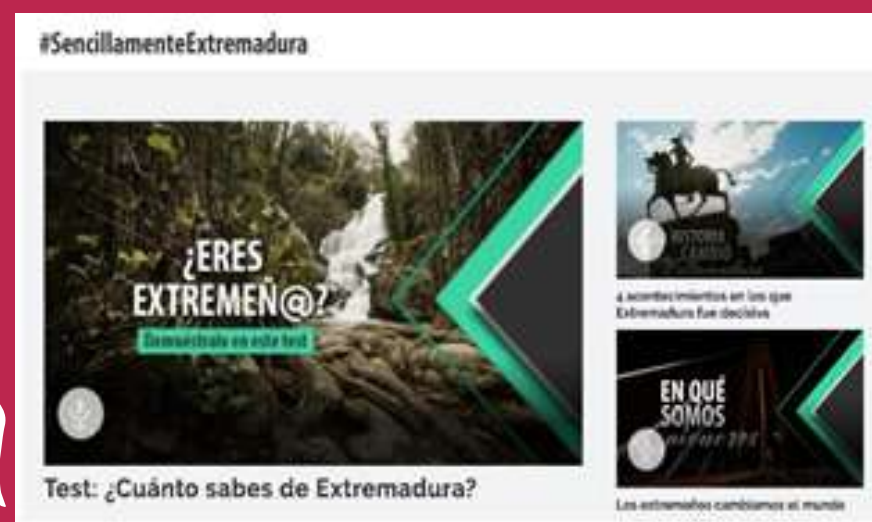 #SencillamenteExtremadura
¿ERES
EXTREMEÑ@?
Demuéstralo en este test
Test: ¿Cuánto sabes de Extremadura?
HISTORIA
CAMBIO
4 acontecimientos en los que
Extremadura fue decisiva
EN QUÉ
SOMOS
Los extremeños cambiamos el mundo